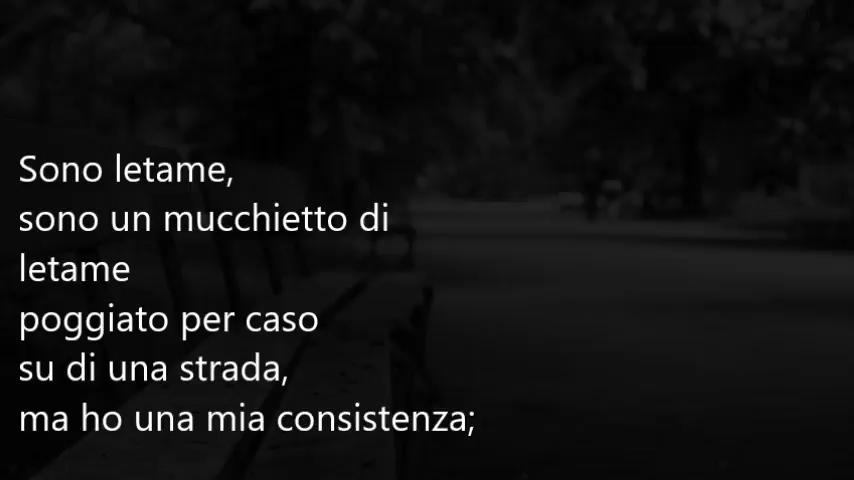 Sono letame,
sono un mucchietto di
letame
poggiato per caso
su di una strada,
ma ho una mia consistenza;